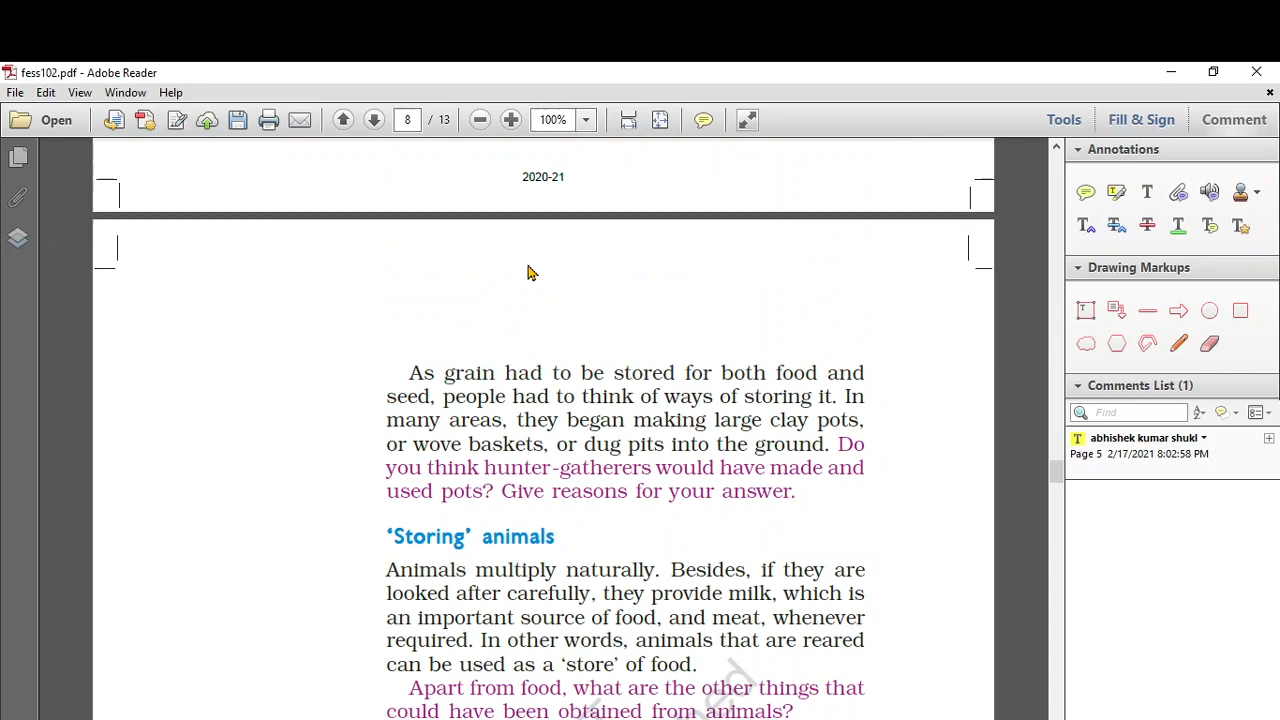 fess102.pdf - Adobe Reader
File Edit View Window Help
Open 8 / 13 100% Tools Fill & Sign Comment
2020-21
As grain had to be stored for both food and
seed, people had to think of ways of storing it. In
many areas, they began making large clay pots,
or wove baskets, or dug pits into the ground. Do
you think hunter-gatherers would have made and
used pots? Give reasons for your answer.
‘Storing’ animals
Animals multiply naturally. Besides, if they are
looked after carefully, they provide milk, which is
an important source of food, and meat, whenever
required. In other words, animals that are reared
can be used as a ‘store’ of food.
Apart from food, what are the other things that
could have been obtained from animals?
Annotations
Drawing Markups
Comments List (1)
Find
abhishek kumar shukl
Page 5 2/17/2021 8:02:58 PM